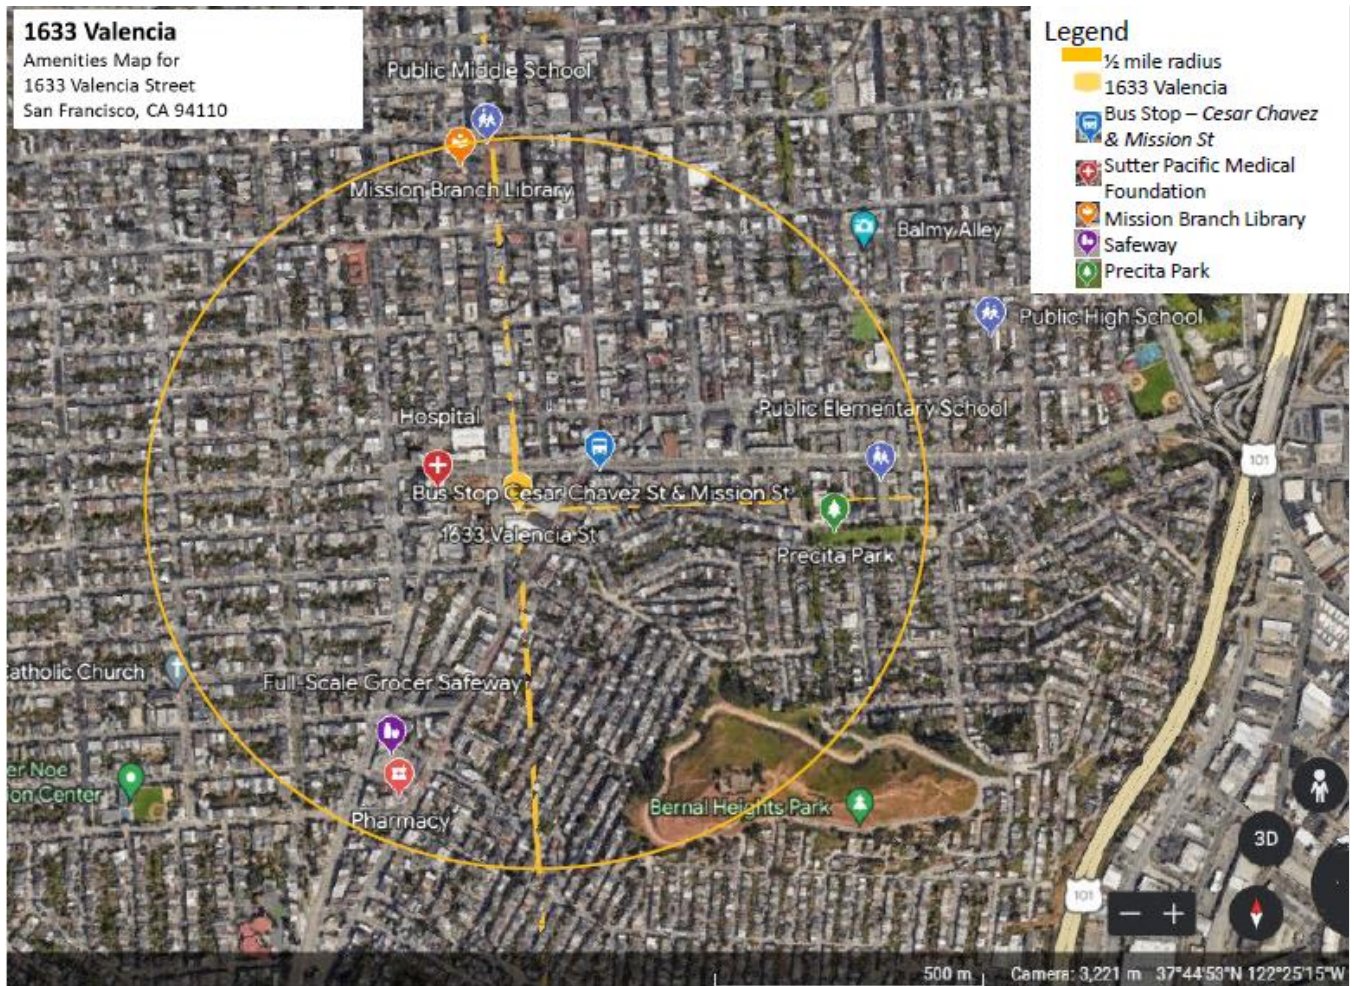 1633 Valencia
Amenities Map for
1633 Valencia Street
San Francisco, CA 94110
Legend
½ mile radius
1633 Valencia
Bus Stop – Cesar Chavez
& Mission St
Sutter Pacific Medical
Foundation
Mission Branch Library
Safeway
Precita Park
Public Middle School
Mission Branch Library
Balmy Alley
Public High School
Hospital
Public Elementary School
101
Bus Stop Cesar Chavez St & Mission St
1633 Valencia St
Precita Park
atholic Church
Full-Scale Grocer Safeway
er Noe
ion Center
Bernal Heights Park
Pharmacy
3D
101
500 m
Camera: 3,221 m 37°44'53"N 122°25'15"W